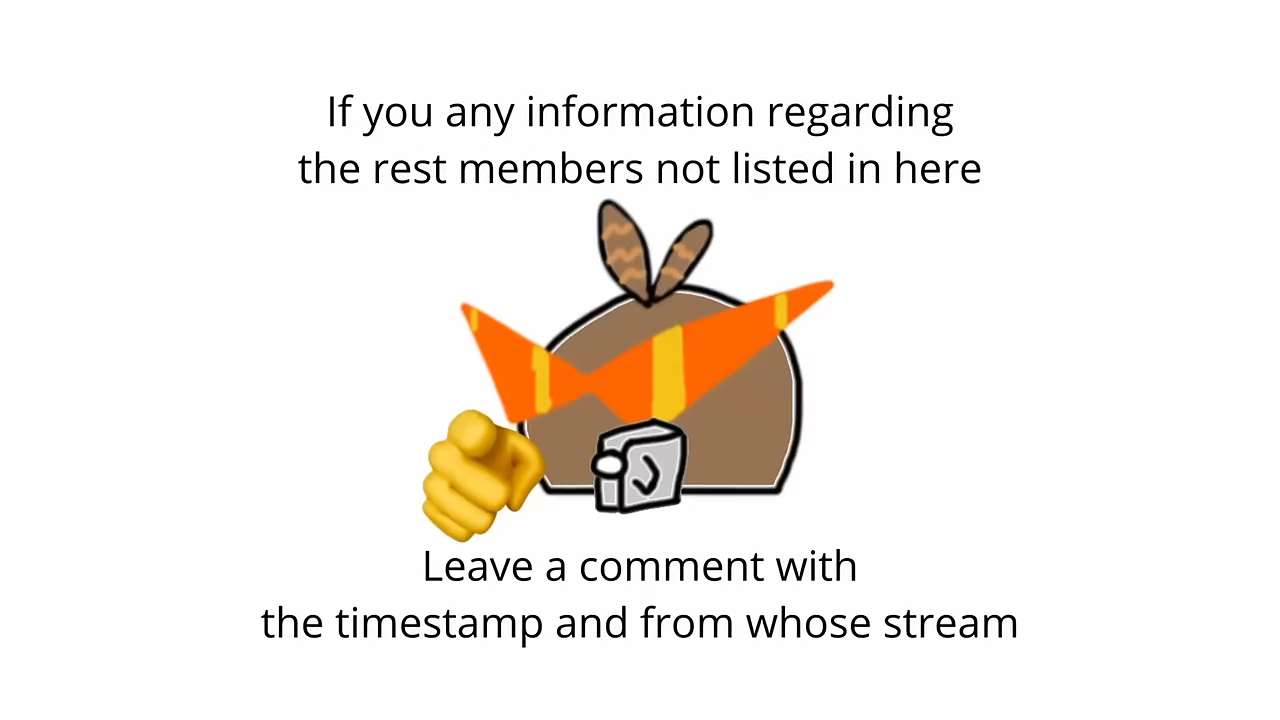 If you any information regarding
the rest members not listed in here
Leave a comment with
the timestamp and from whose stream